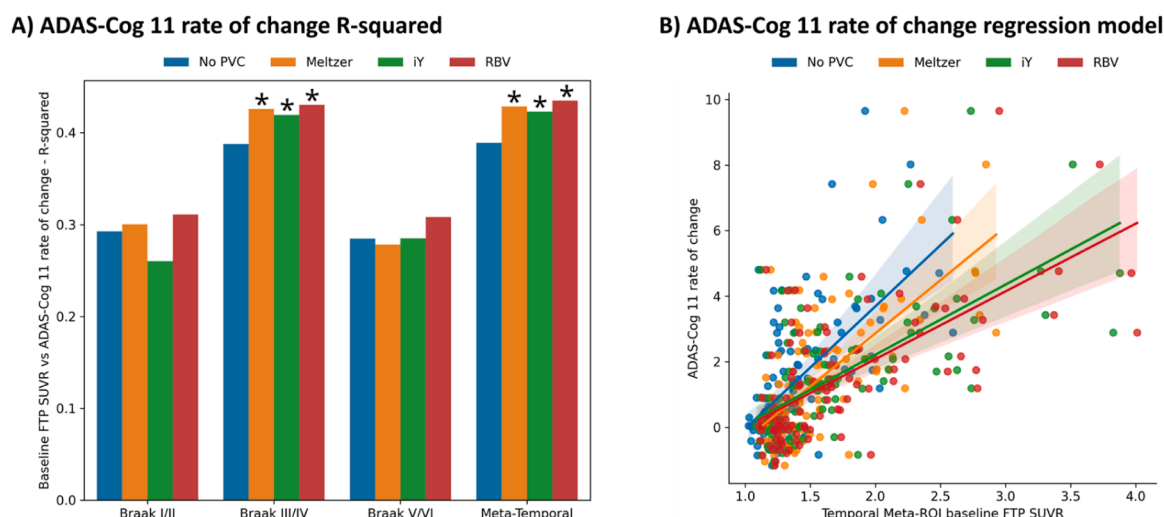 A) ADAS-Cog 11 rate of change R-squared
No PVC Meltzer iY RBV
Baseline FTP SUVR vs ADAS-Cog 11 rate of change - R-squared
0.4
0.3
0.2
0.1
0.0
* * *
* * *
Braak I/II Braak III/IV Braak V/VI Meta-Temporal
B) ADAS-Cog 11 rate of change regression model
No PVC Meltzer iY RBV
ADAS-Cog 11 rate of change
10
8
6
4
2
0
1.0 1.5 2.0 2.5 3.0 3.5 4.0
Temporal Meta-ROI baseline FTP SUVR